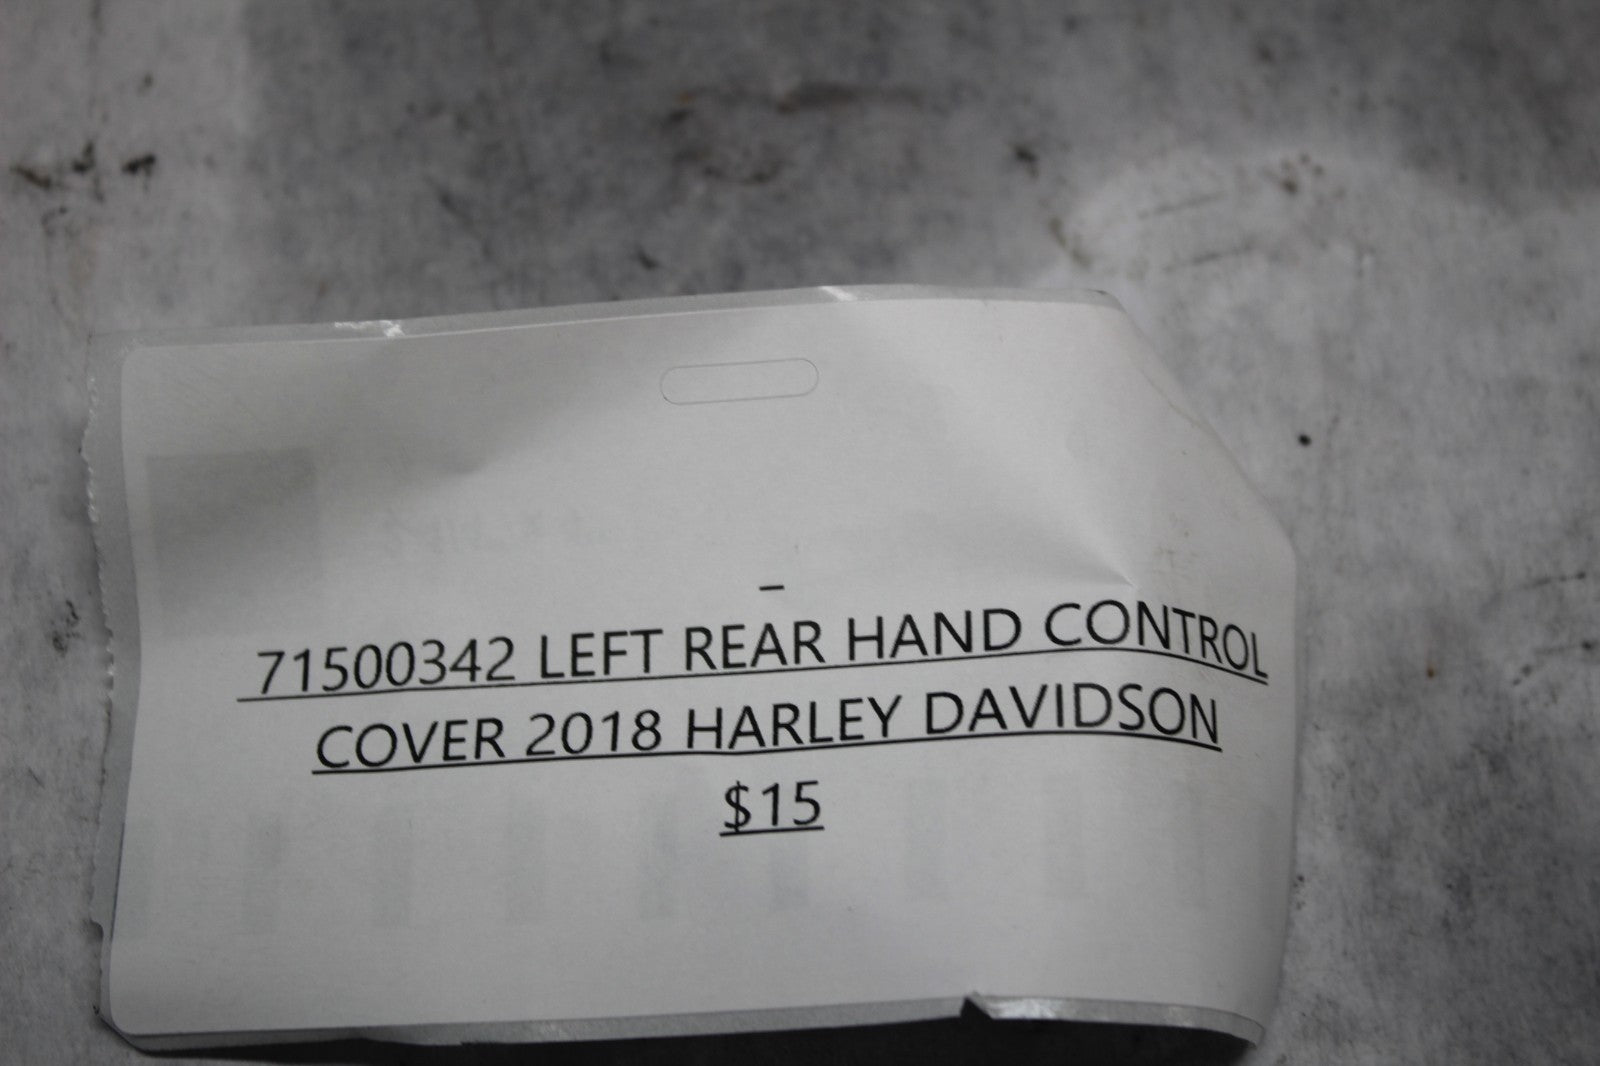 –
71500342 LEFT REAR HAND CONTROL
COVER 2018 HARLEY DAVIDSON
$15